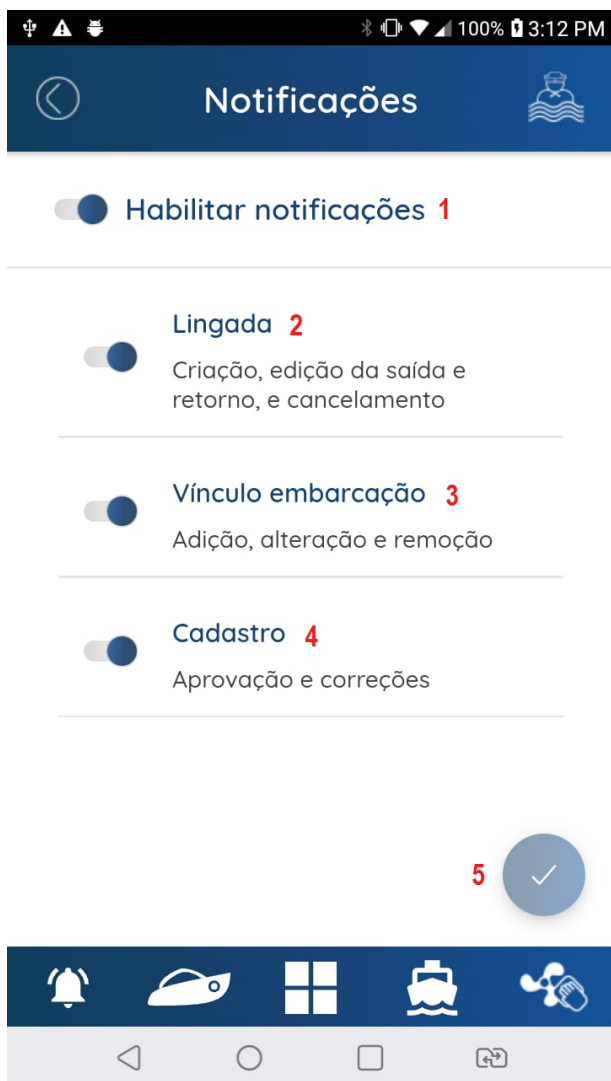 100% 3:12 PM
Notificações
Habilitar notificações 1
Lingada 2
Criação, edição da saída e
retorno, e cancelamento
Vínculo embarcação 3
Adição, alteração e remoção
Cadastro 4
Aprovação e correções
5